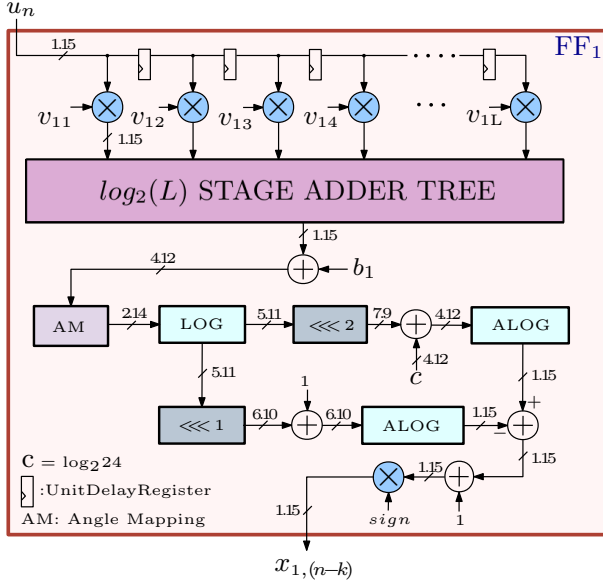 u_n
FF_1
1.15
v_11 v_12 v_13 v_14 ··· v_1L
1.15
log_2(L) STAGE ADDER TREE
1.15
4.12
b_1
AM 2.14 LOG 5.11 <<< 2 7.9 4.12 ALOG
4.12
c
5.11
1.15
<<< 1 6.10 1 6.10 ALOG 1.15 − +
1.15
C = log_2 24
:UnitDelayRegister
AM: Angle Mapping
1.15
1.15
sign
1
x_1,(n−k)